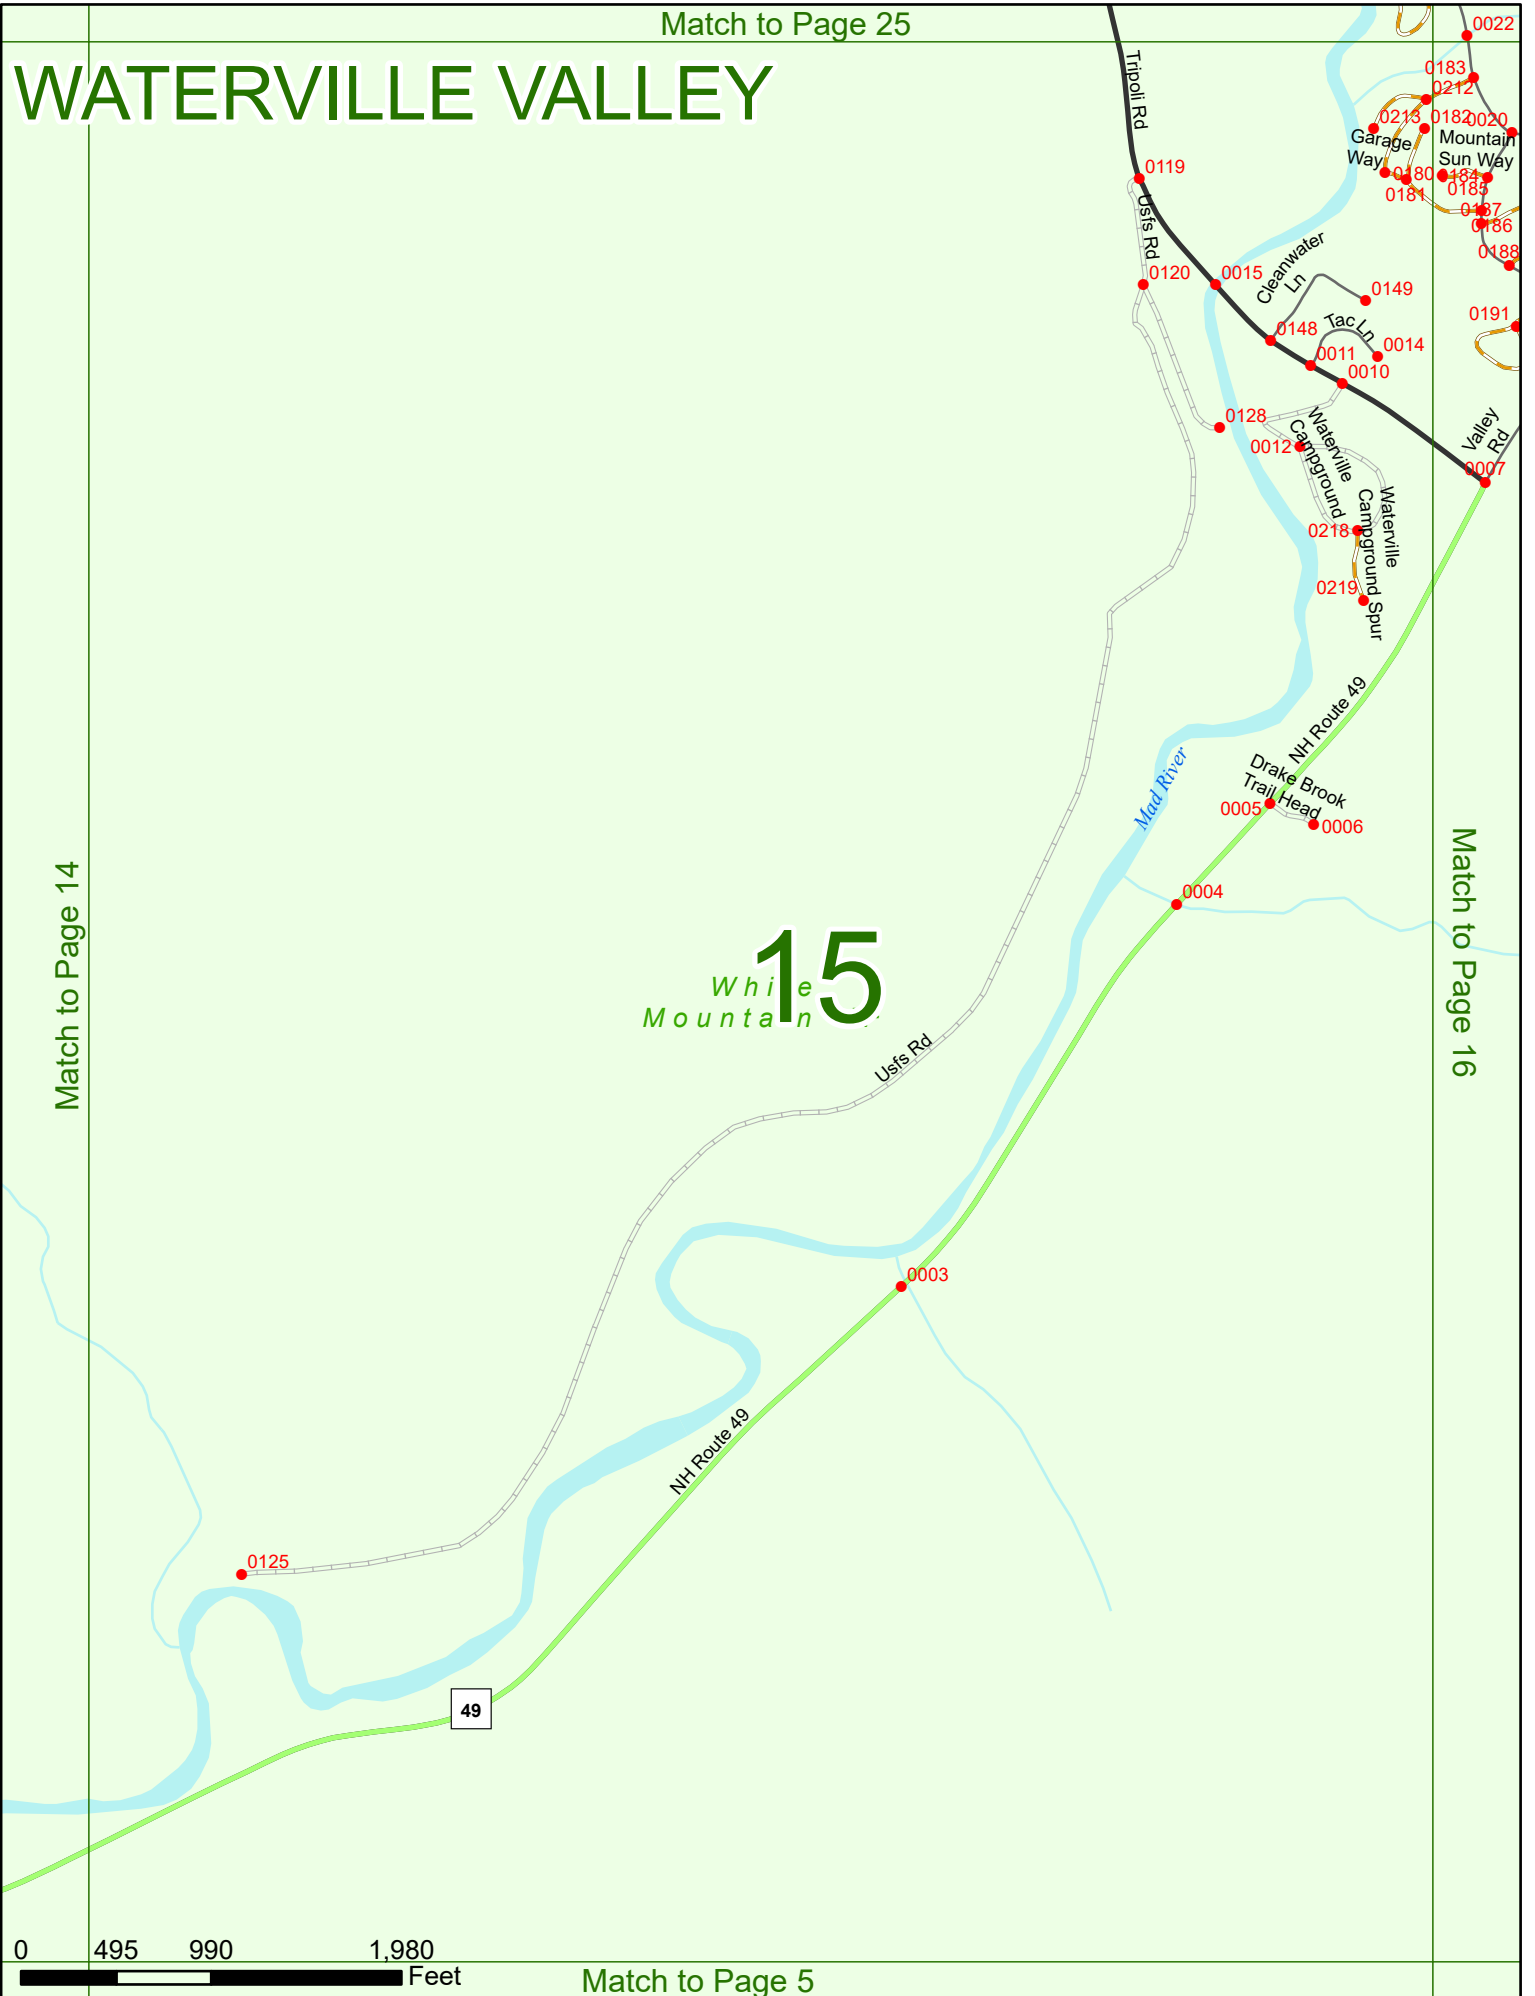 Match to Page 25
WATERVILLE VALLEY
Tripoli Rd
0022
0183
0212
0213
0182
0020
Garage
Way
Mountain
Sun Way
0119
0180
0184
0181
0185
0187
0186
Usfs Rd
0188
0120
0015
Cleanwater
Ln
0149
0191
Tac Ln
0148
0014
0011
0010
0128
Valley
Rd
0012
Waterville
Campground
0007
Waterville
Campground Spur
0218
0219
NH Route 49
Mad River
Drake Brook
Trail Head
0005
0006
Match to Page 14
Match to Page 16
0004
15
White
Mountain
Usfs Rd
0003
NH Route 49
0125
49
0 495 990 1,980
Feet
Match to Page 5